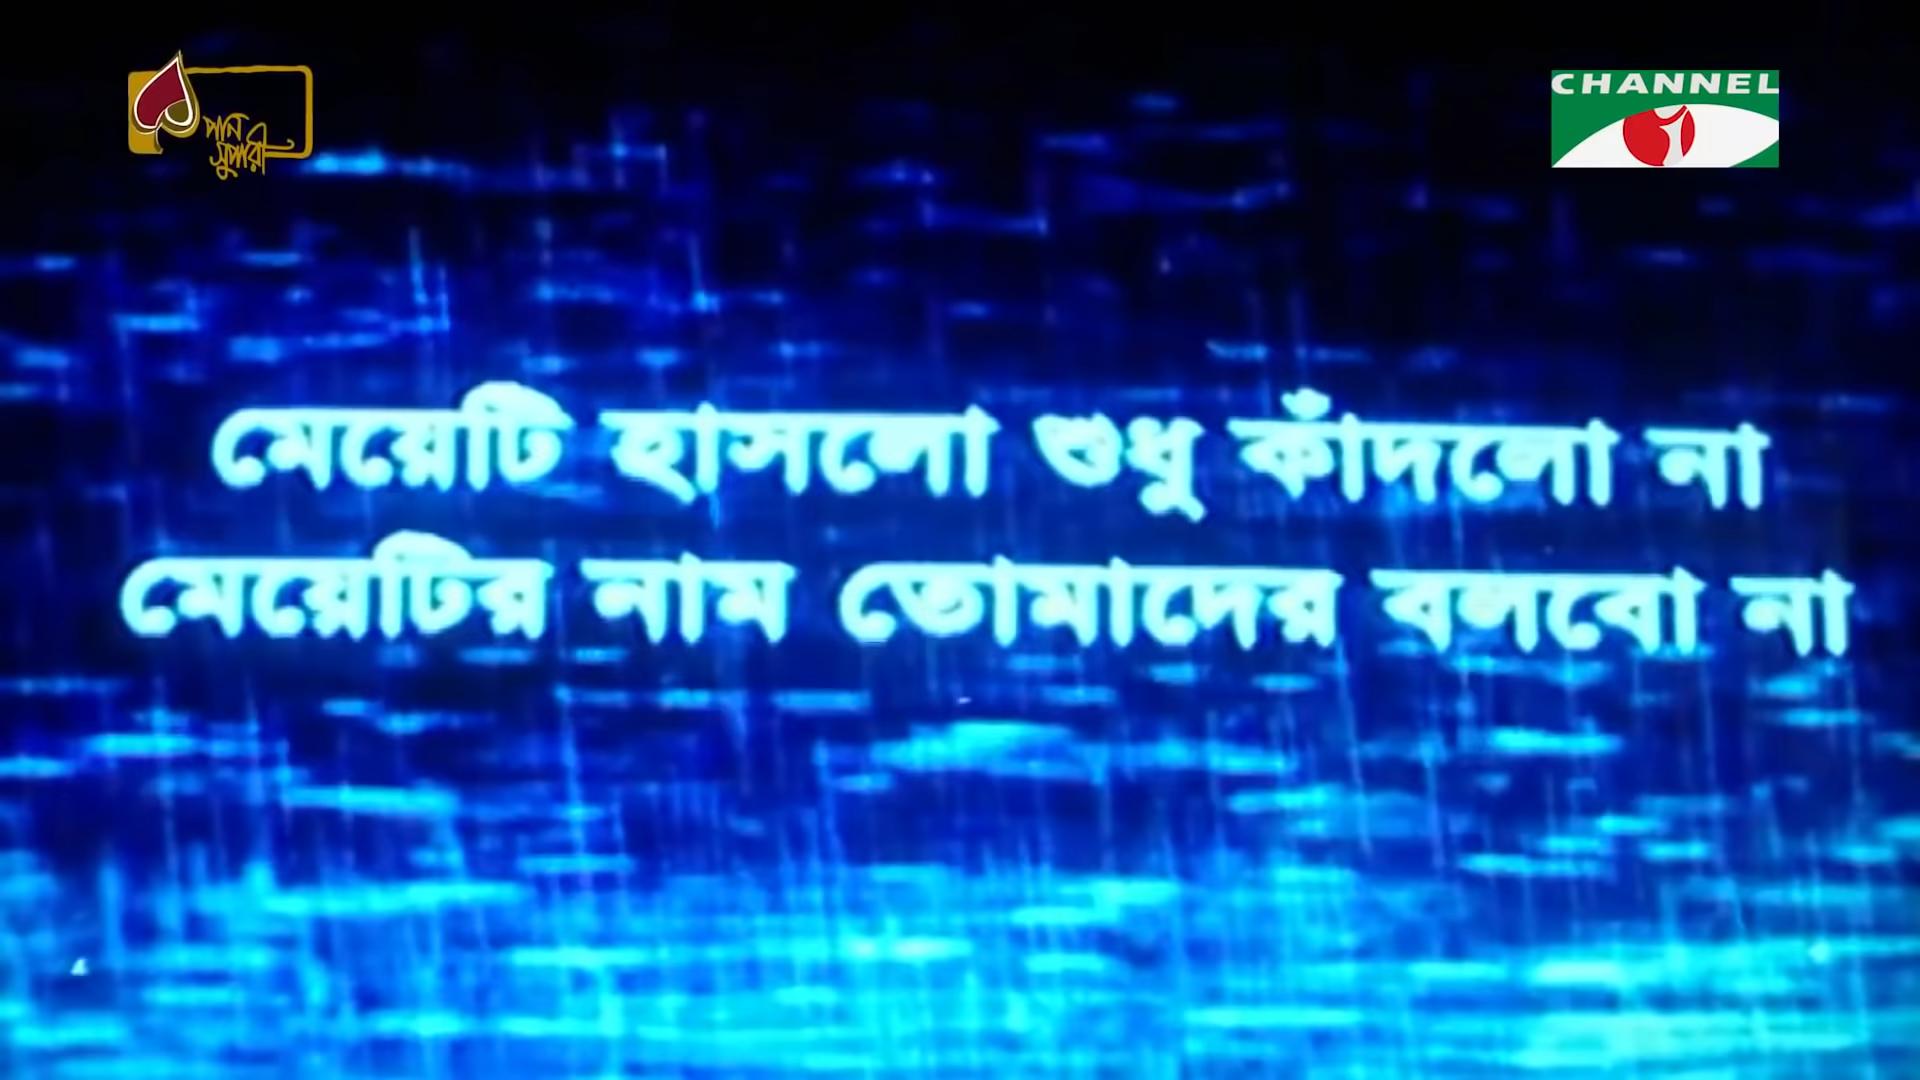 পান
সুপারী
CHANNEL
মেয়েটি হাসলো শুধু কাঁদলো না
মেয়েটির নাম তোমাদের বলবো না